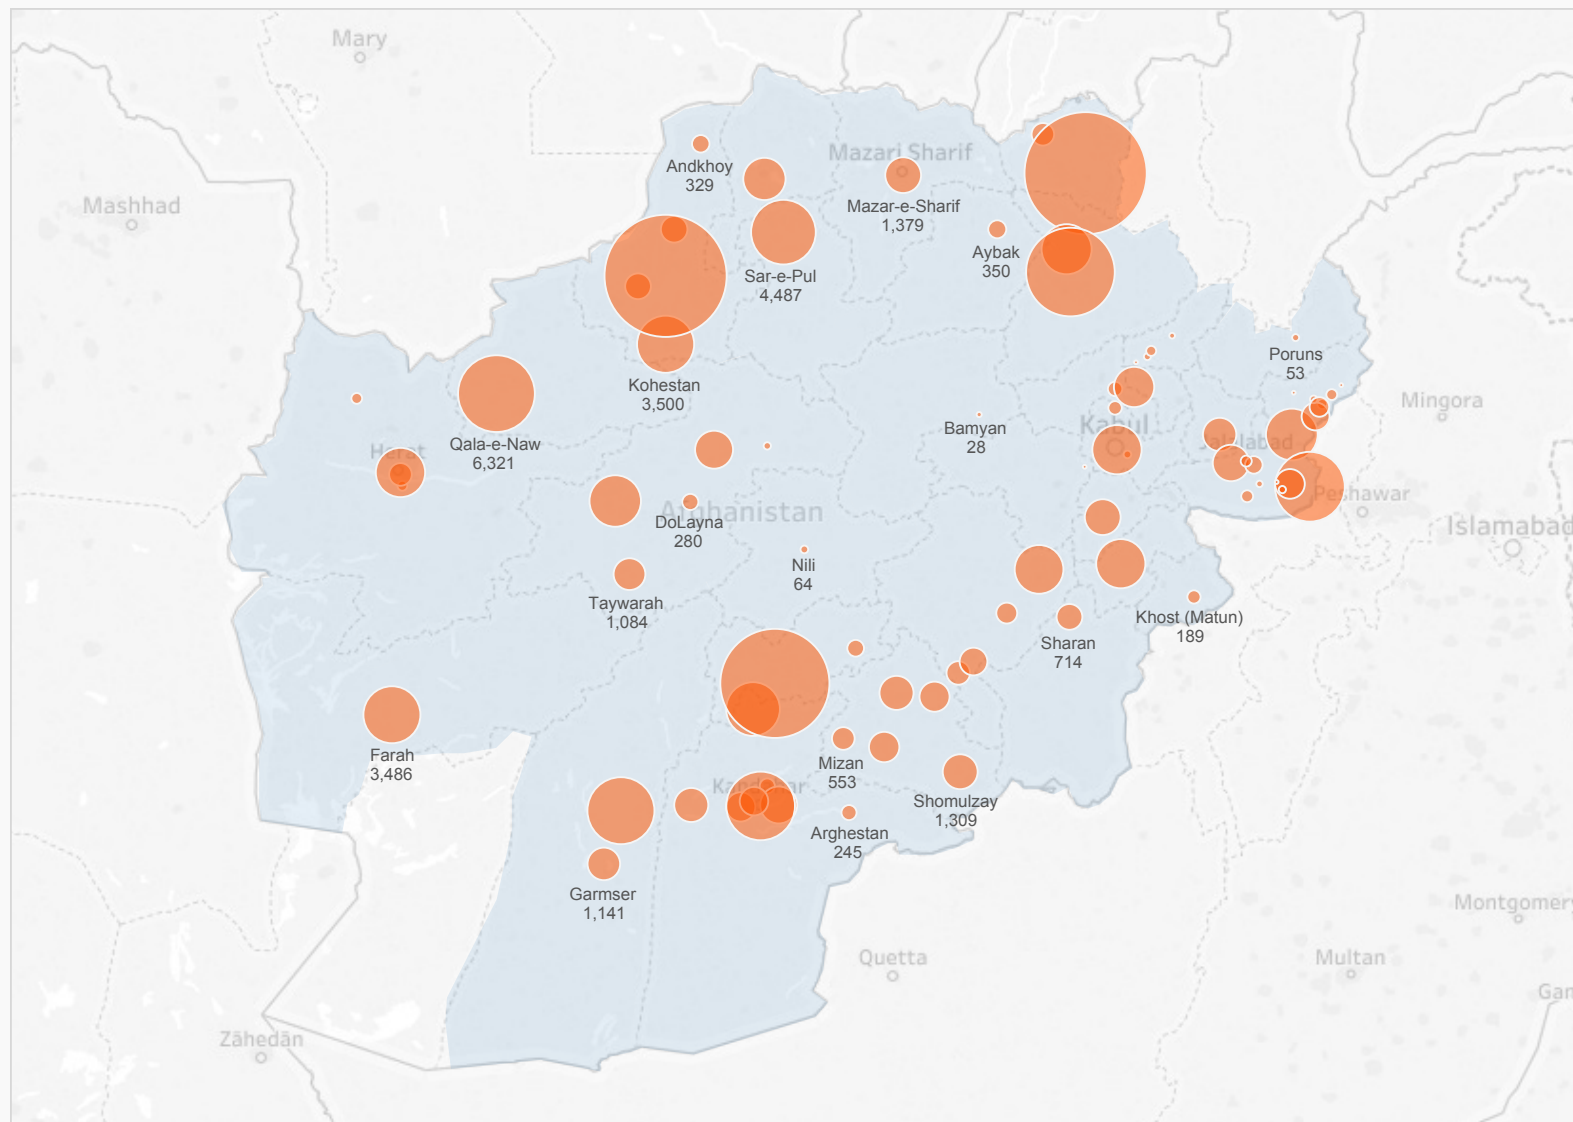 Mary
Mashhad
Andkhoy
329
Mazari Sharif
Mazar-e-Sharif
1,379
Aybak
350
Sar-e-Pul
4,487
Kohestan
3,500
Poruns
53
Mingora
Bamyan
28
Kabul
Qala-e-Naw
6,321
Herat
Jalalabad
Peshawar
Islamabad
DoLayna
280
Afghanistan
Nili
64
Taywarah
1,084
Khost (Matun)
189
Sharan
714
Farah
3,486
Mizan
553
Kandahar
Shomulzay
1,309
Arghestan
245
Garmser
1,141
Quetta
Montgomery
Multan
Zāhedān